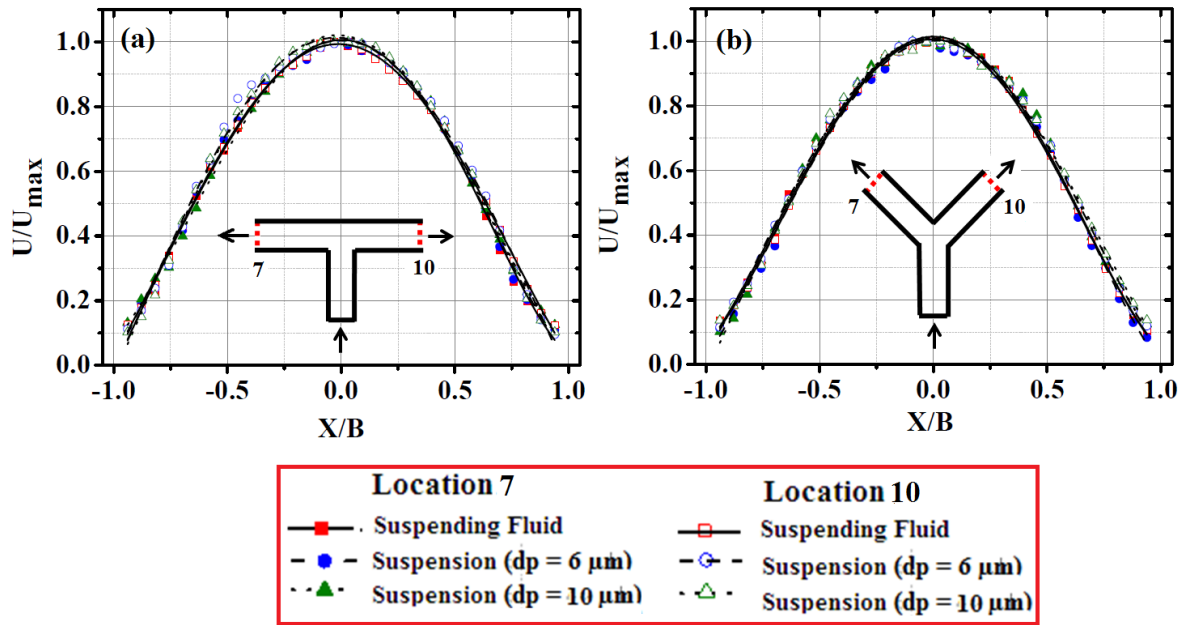 (a)
1.0
0.8
0.6
0.4
0.2
0.0
U/Umax
7
10
-1.0 -0.5 0.0 0.5 1.0
X/B
(b)
1.0
0.8
0.6
0.4
0.2
0.0
U/Umax
7
10
-1.0 -0.5 0.0 0.5 1.0
X/B
Location 7
Suspending Fluid
Suspension (dp = 6 µm)
Suspension (dp = 10 µm)
Location 10
Suspending Fluid
Suspension (dp = 6 µm)
Suspension (dp = 10 µm)